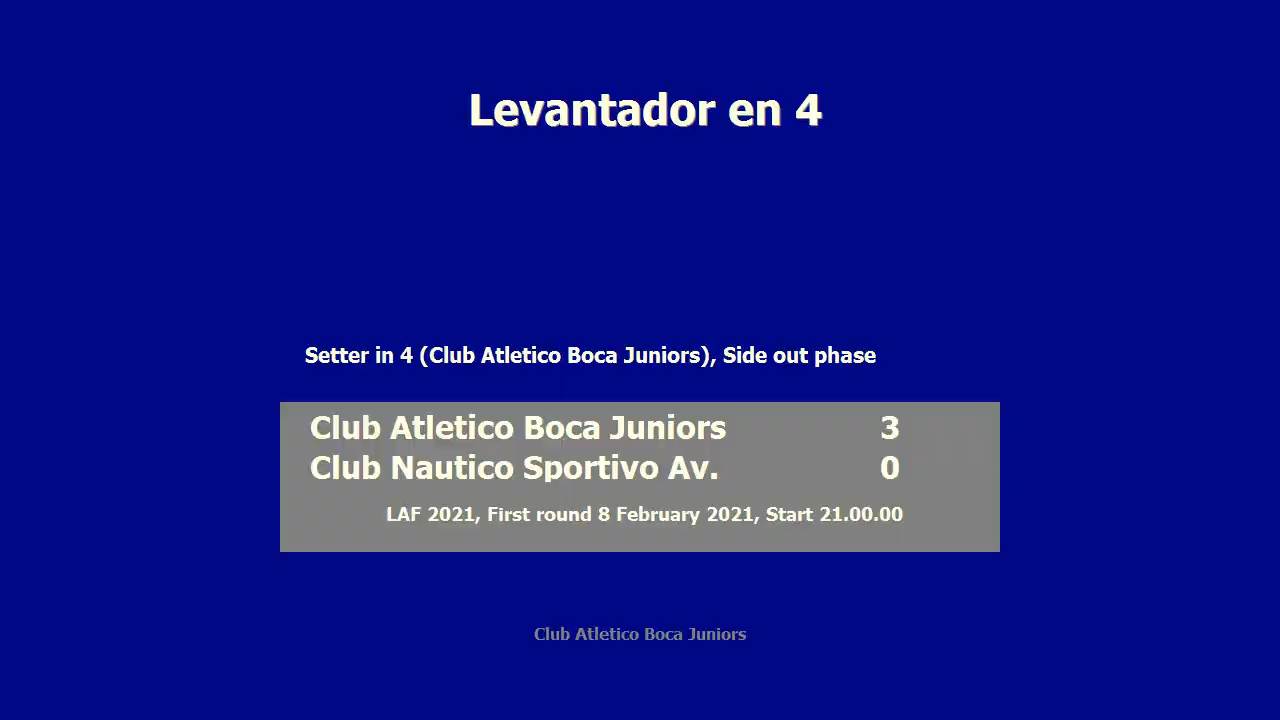 Levantador en 4
Setter in 4 (Club Atletico Boca Juniors), Side out phase
Club Atletico Boca Juniors 3
Club Nautico Sportivo Av. 0
LAF 2021, First round 8 February 2021, Start 21.00.00
Club Atletico Boca Juniors